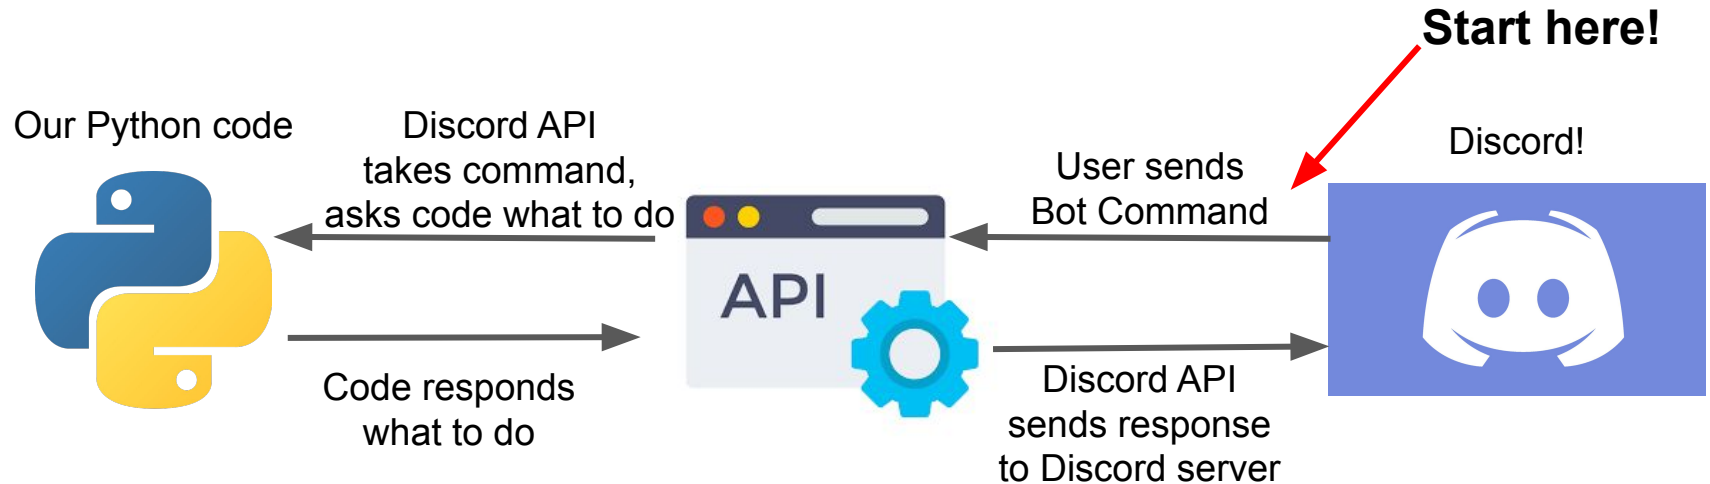 Start here!
Our Python code
Discord API
takes command,
asks code what to do
User sends
Bot Command
Discord!
API
Code responds
what to do
Discord API
sends response
to Discord server